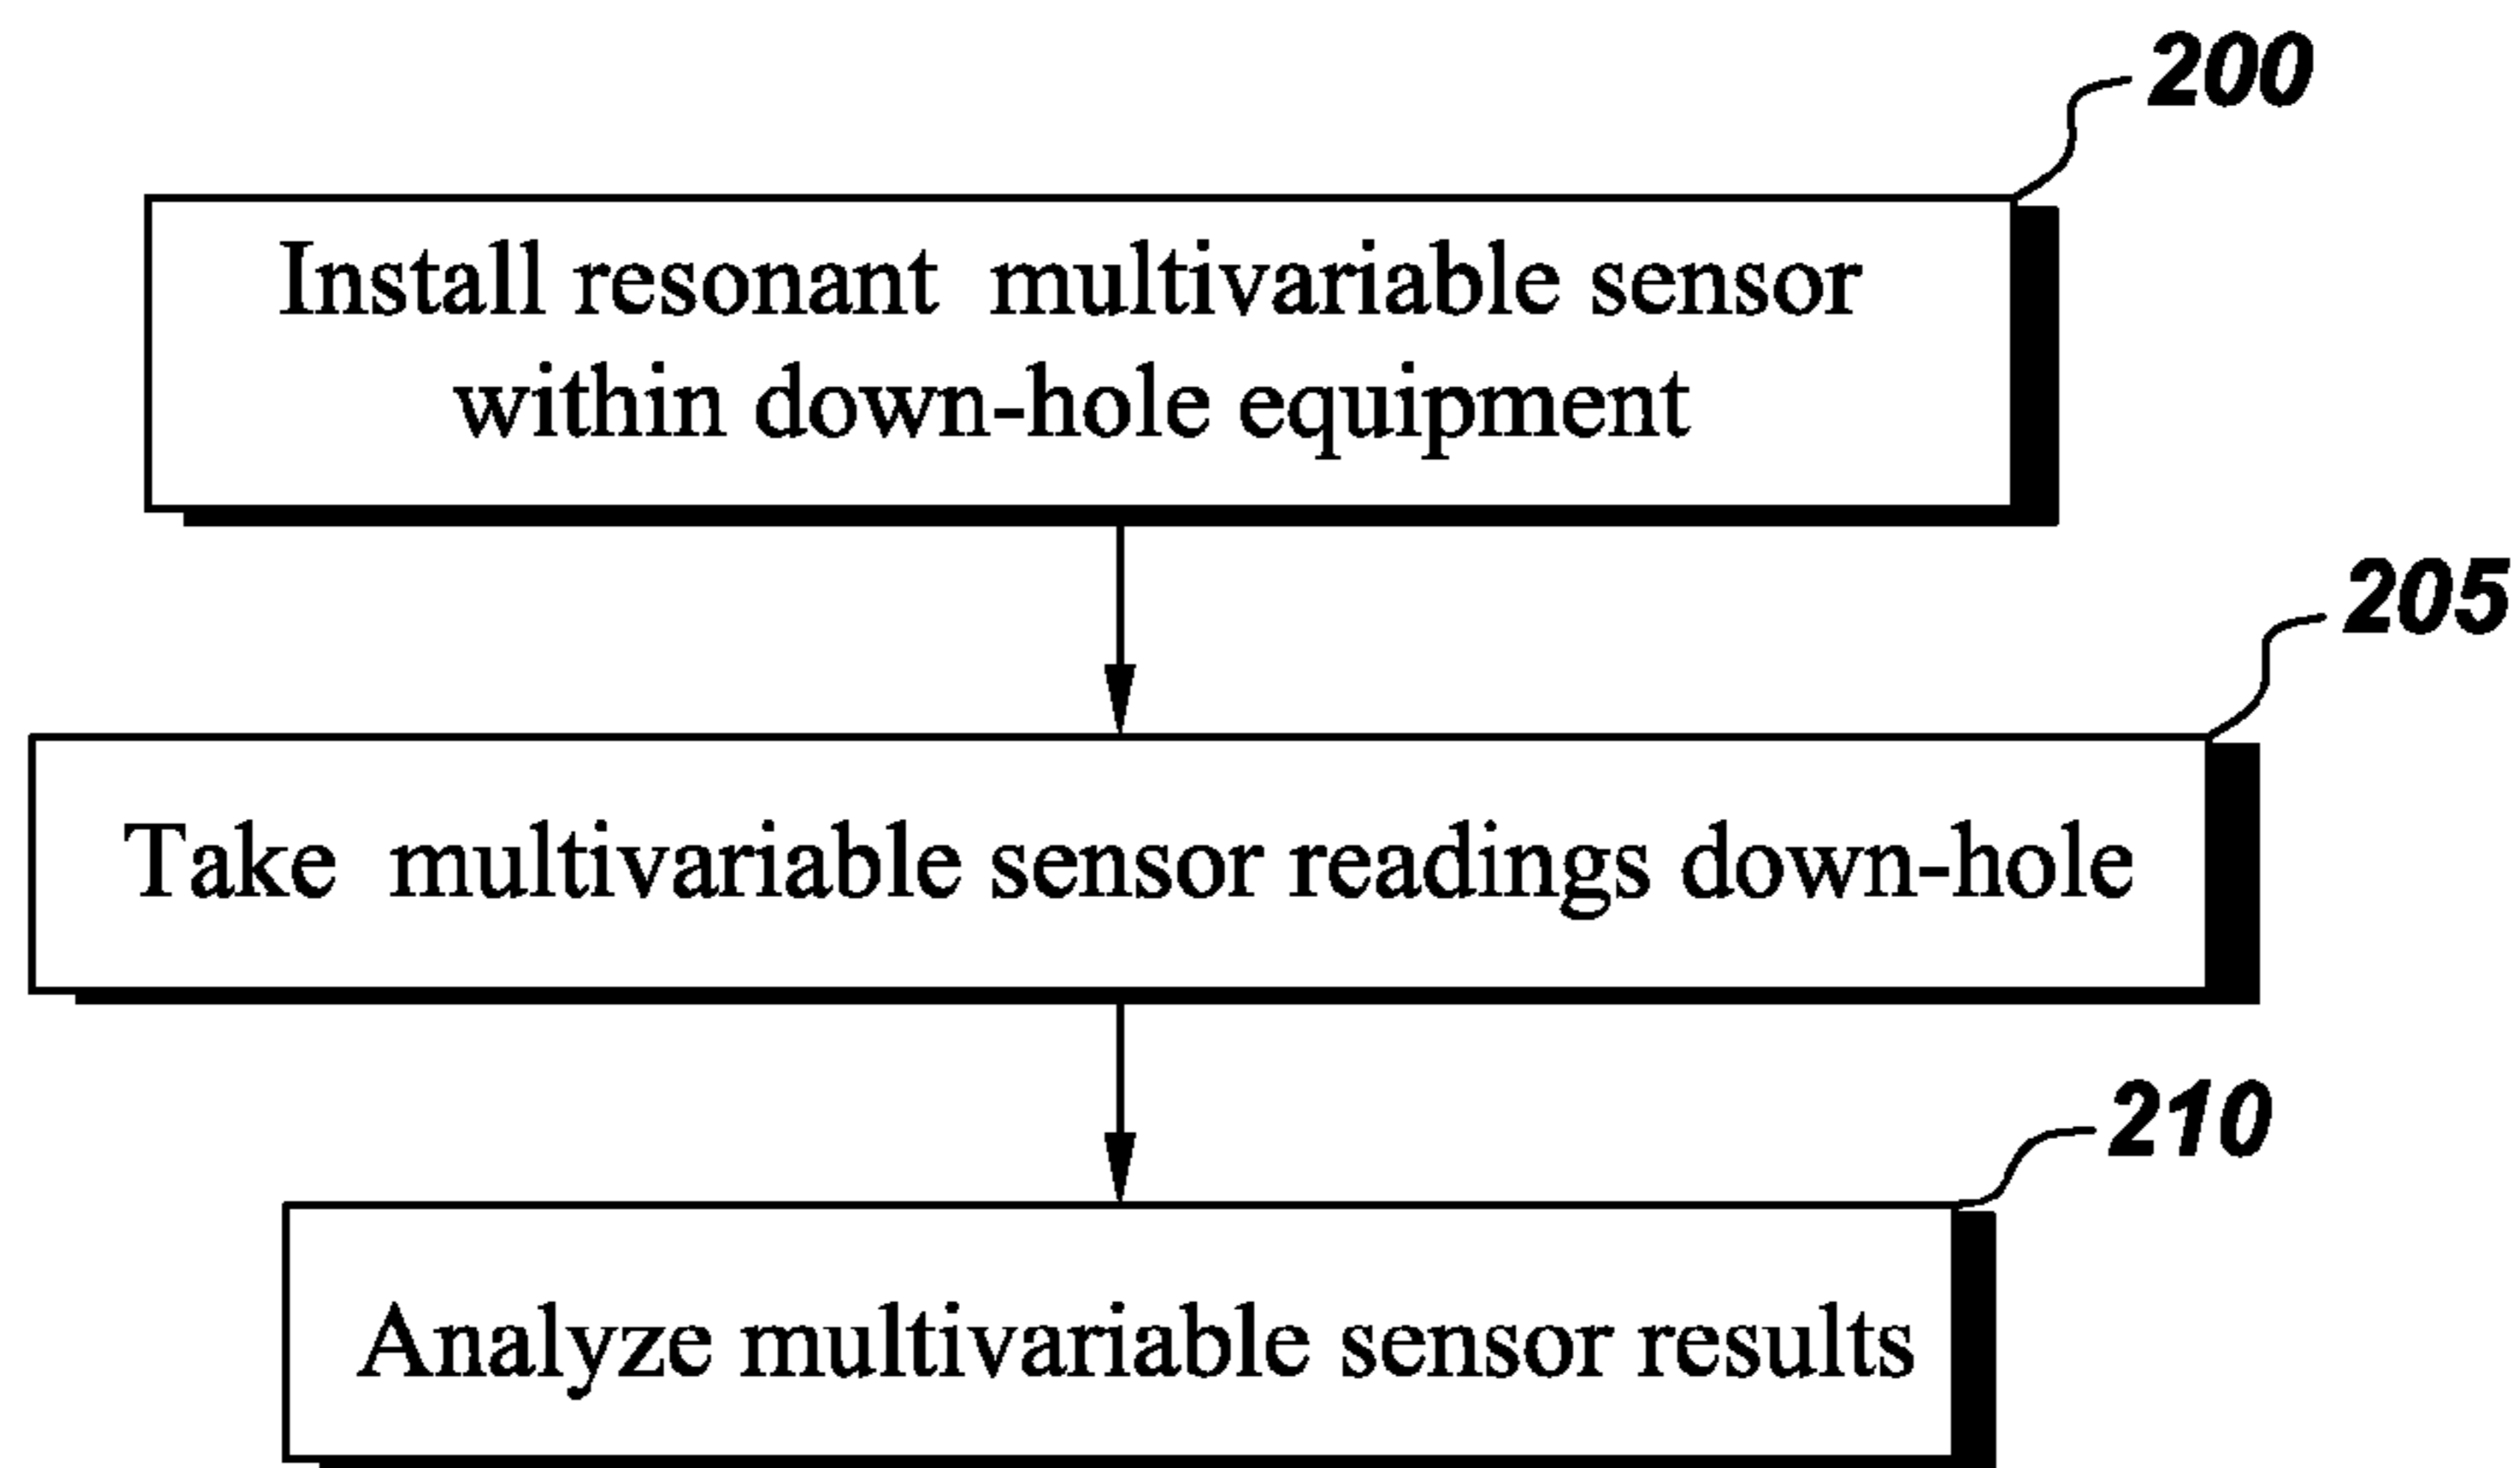 200
Install resonant multivariable sensor
within down-hole equipment
205
Take multivariable sensor readings down-hole
210
Analyze multivariable sensor results